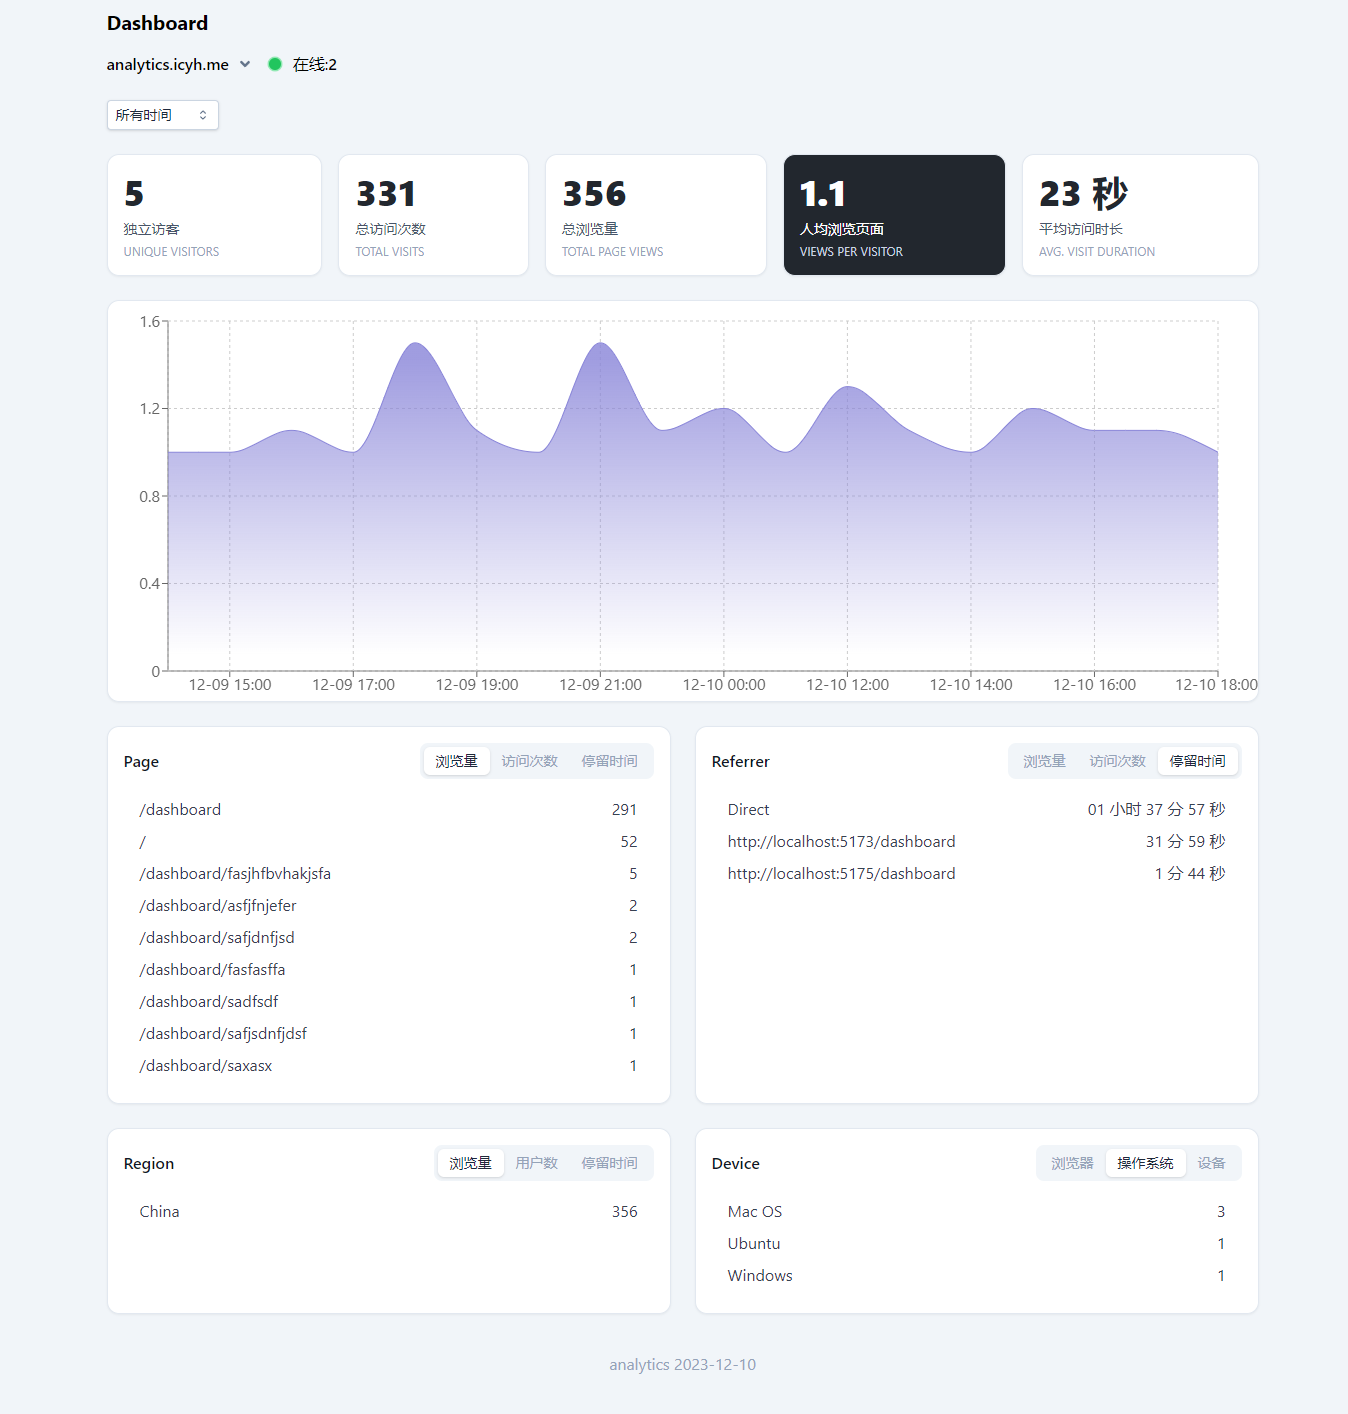 Dashboard
analytics.icyh.me 在线:2
所有时间
5
独立访客
UNIQUE VISITORS
331
总访问次数
TOTAL VISITS
356
总浏览量
TOTAL PAGE VIEWS
1.1
人均浏览页面
VIEWS PER VISITOR
23 秒
平均访问时长
AVG. VISIT DURATION
1.6
1.2
0.8
0.4
0
12-09 15:00 12-09 17:00 12-09 19:00 12-09 21:00 12-10 00:00 12-10 12:00 12-10 14:00 12-10 16:00 12-10 18:00
Page 浏览量 访问次数 停留时间
/dashboard 291
/ 52
/dashboard/fasjhfbvhakjsfa 5
/dashboard/asfjfnjefer 2
/dashboard/safjdnfjsd 2
/dashboard/fasfasffa 1
/dashboard/sadfsdf 1
/dashboard/safjsdnfjdsf 1
/dashboard/saxasx 1
Referrer 浏览量 访问次数 停留时间
Direct 01 小时 37 分 57 秒
http://localhost:5173/dashboard 31 分 59 秒
http://localhost:5175/dashboard 1 分 44 秒
Region 浏览量 用户数 停留时间
China 356
Device 浏览器 操作系统 设备
Mac OS 3
Ubuntu 1
Windows 1
analytics 2023-12-10